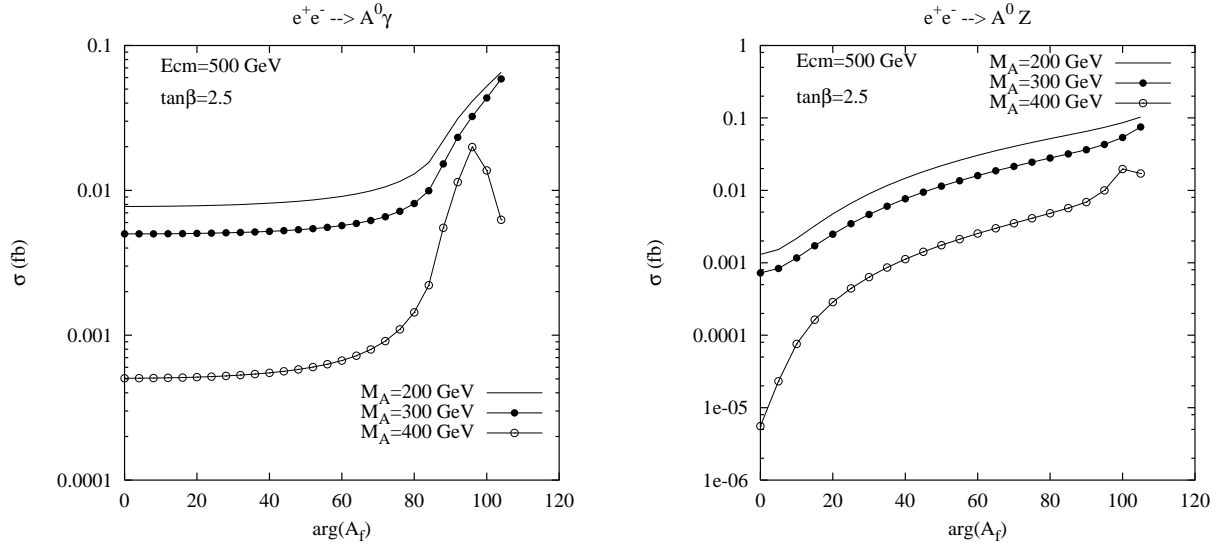 e+e- --> A0γ
0.1
0.01
0.001
0.0001
σ (fb)
Ecm=500 GeV
tanβ=2.5
M_A=200 GeV
M_A=300 GeV
M_A=400 GeV
0 20 40 60 80 100 120
arg(A_f)
e+e- --> A0 Z
1
0.1
0.01
0.001
0.0001
1e-05
1e-06
σ (fb)
Ecm=500 GeV
tanβ=2.5
M_A=200 GeV
M_A=300 GeV
M_A=400 GeV
0 20 40 60 80 100 120
arg(A_f)